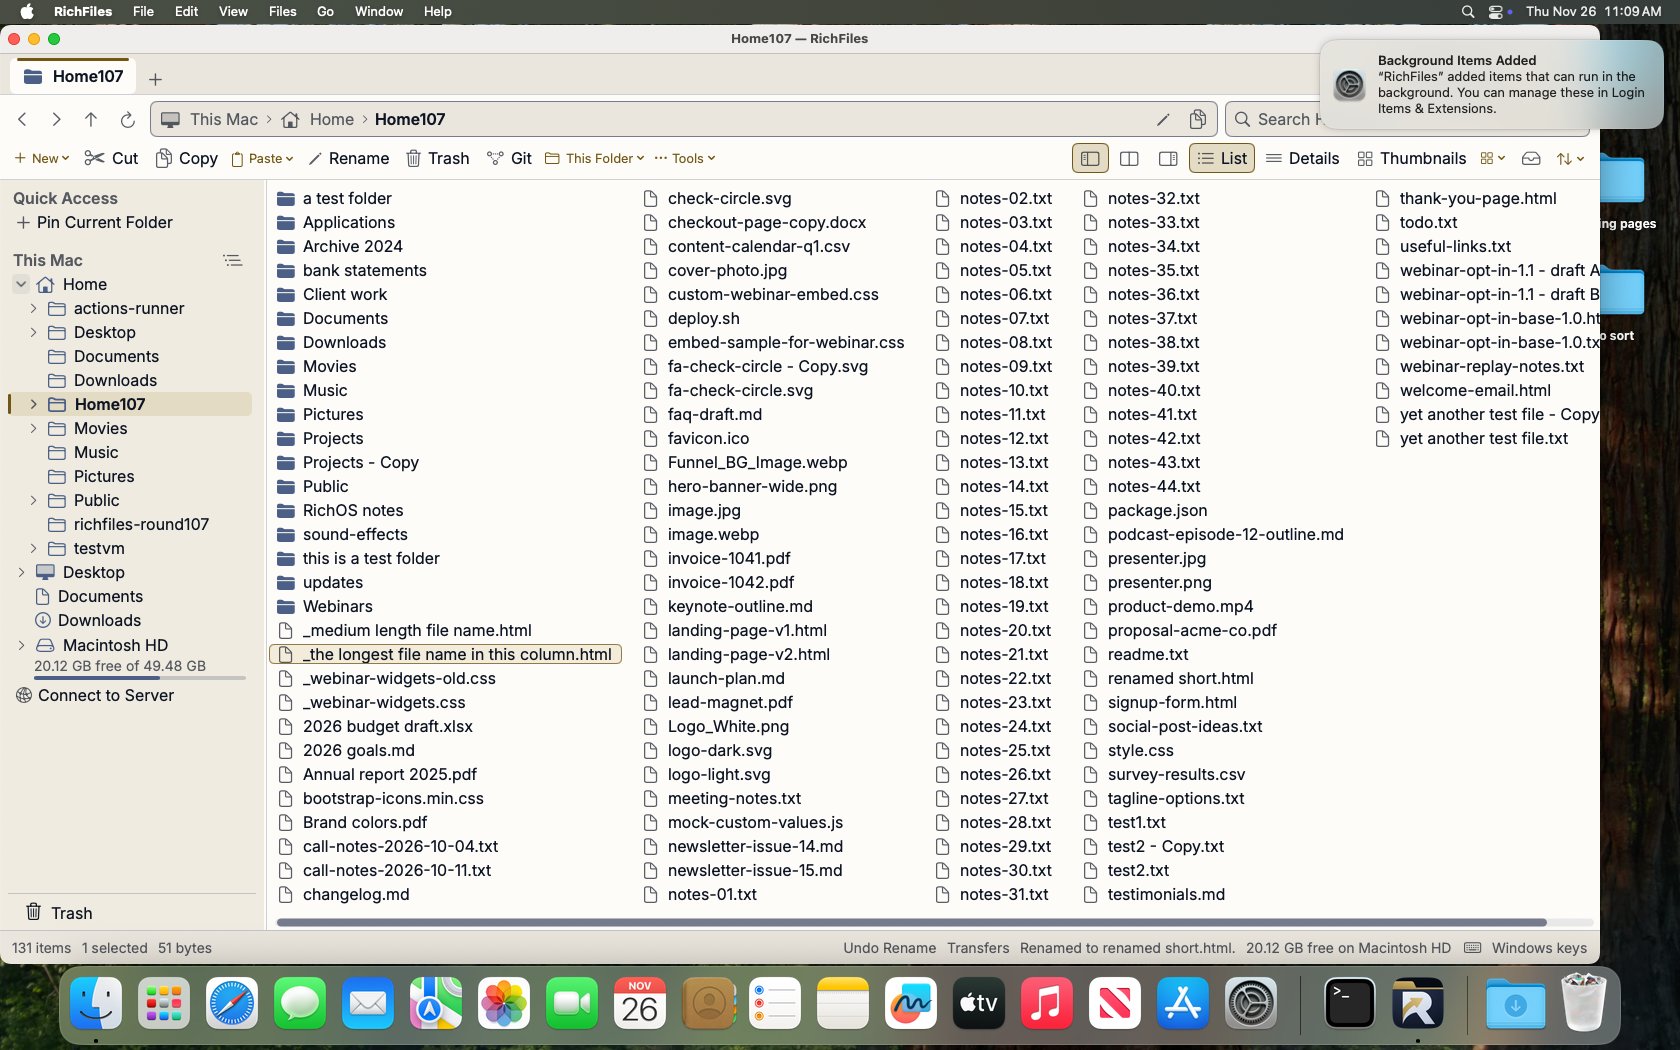 RichFiles File Edit View Files Go Window Help
Thu Nov 26 11:09 AM
Home107 — RichFiles
Background Items Added
“RichFiles” added items that can run in the
background. You can manage these in Login
Items & Extensions.
Home107
This Mac > Home > Home107
Search
New Cut Copy Paste Rename Trash Git This Folder Tools
List Details Thumbnails
Quick Access
Pin Current Folder
This Mac
Home
actions-runner
Desktop
Documents
Downloads
Home107
Movies
Music
Pictures
Public
richfiles-round107
testvm
Desktop
Documents
Downloads
Macintosh HD
20.12 GB free of 49.48 GB
Connect to Server
Trash
a test folder
Applications
Archive 2024
bank statements
Client work
Documents
Downloads
Movies
Music
Pictures
Projects
Projects - Copy
Public
RichOS notes
sound-effects
this is a test folder
updates
Webinars
_medium length file name.html
_the longest file name in this column.html
_webinar-widgets-old.css
_webinar-widgets.css
2026 budget draft.xlsx
2026 goals.md
Annual report 2025.pdf
bootstrap-icons.min.css
Brand colors.pdf
call-notes-2026-10-04.txt
call-notes-2026-10-11.txt
changelog.md
check-circle.svg
checkout-page-copy.docx
content-calendar-q1.csv
cover-photo.jpg
custom-webinar-embed.css
deploy.sh
embed-sample-for-webinar.css
fa-check-circle - Copy.svg
fa-check-circle.svg
faq-draft.md
favicon.ico
Funnel_BG_Image.webp
hero-banner-wide.png
image.jpg
image.webp
invoice-1041.pdf
invoice-1042.pdf
keynote-outline.md
landing-page-v1.html
landing-page-v2.html
launch-plan.md
lead-magnet.pdf
Logo_White.png
logo-dark.svg
logo-light.svg
meeting-notes.txt
mock-custom-values.js
newsletter-issue-14.md
newsletter-issue-15.md
notes-01.txt
notes-02.txt
notes-03.txt
notes-04.txt
notes-05.txt
notes-06.txt
notes-07.txt
notes-08.txt
notes-09.txt
notes-10.txt
notes-11.txt
notes-12.txt
notes-13.txt
notes-14.txt
notes-15.txt
notes-16.txt
notes-17.txt
notes-18.txt
notes-19.txt
notes-20.txt
notes-21.txt
notes-22.txt
notes-23.txt
notes-24.txt
notes-25.txt
notes-26.txt
notes-27.txt
notes-28.txt
notes-29.txt
notes-30.txt
notes-31.txt
notes-32.txt
notes-33.txt
notes-34.txt
notes-35.txt
notes-36.txt
notes-37.txt
notes-38.txt
notes-39.txt
notes-40.txt
notes-41.txt
notes-42.txt
notes-43.txt
notes-44.txt
package.json
podcast-episode-12-outline.md
presenter.jpg
presenter.png
product-demo.mp4
proposal-acme-co.pdf
readme.txt
renamed short.html
signup-form.html
social-post-ideas.txt
style.css
survey-results.csv
tagline-options.txt
test1.txt
test2 - Copy.txt
test2.txt
testimonials.md
thank-you-page.html
todo.txt
useful-links.txt
webinar-opt-in-1.1 - draft A
webinar-opt-in-1.1 - draft B
webinar-opt-in-base-1.0.ht
webinar-opt-in-base-1.0.tx
webinar-replay-notes.txt
welcome-email.html
yet another test file - Copy
yet another test file.txt
ing pages
o sort
131 items 1 selected 51 bytes
Undo Rename Transfers Renamed to renamed short.html. 20.12 GB free on Macintosh HD Windows keys
NOV
26
tv